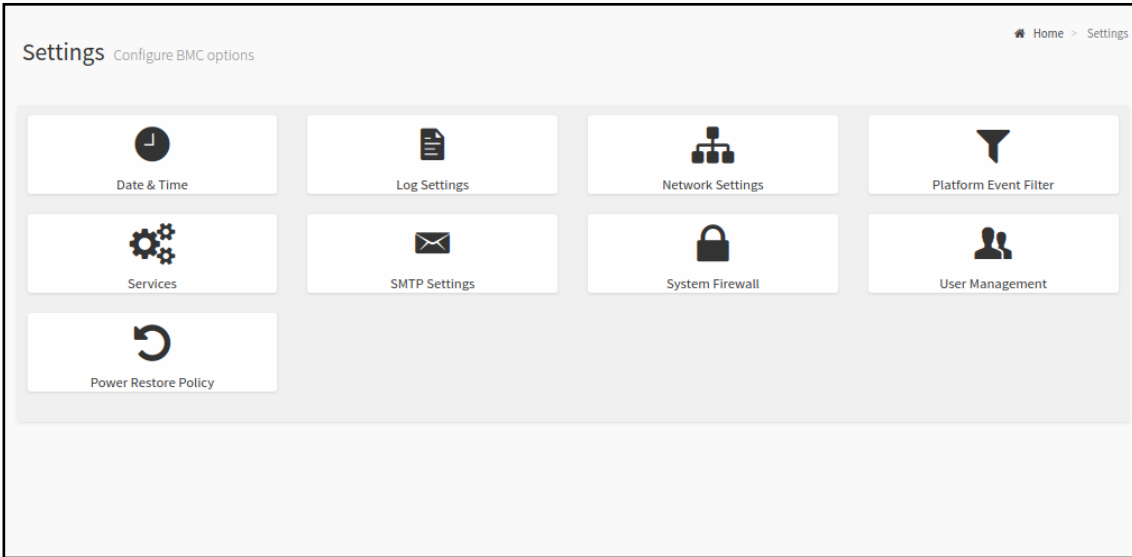 Home > Settings
Settings Configure BMC options
Date & Time
Log Settings
Network Settings
Platform Event Filter
Services
SMTP Settings
System Firewall
User Management
Power Restore Policy